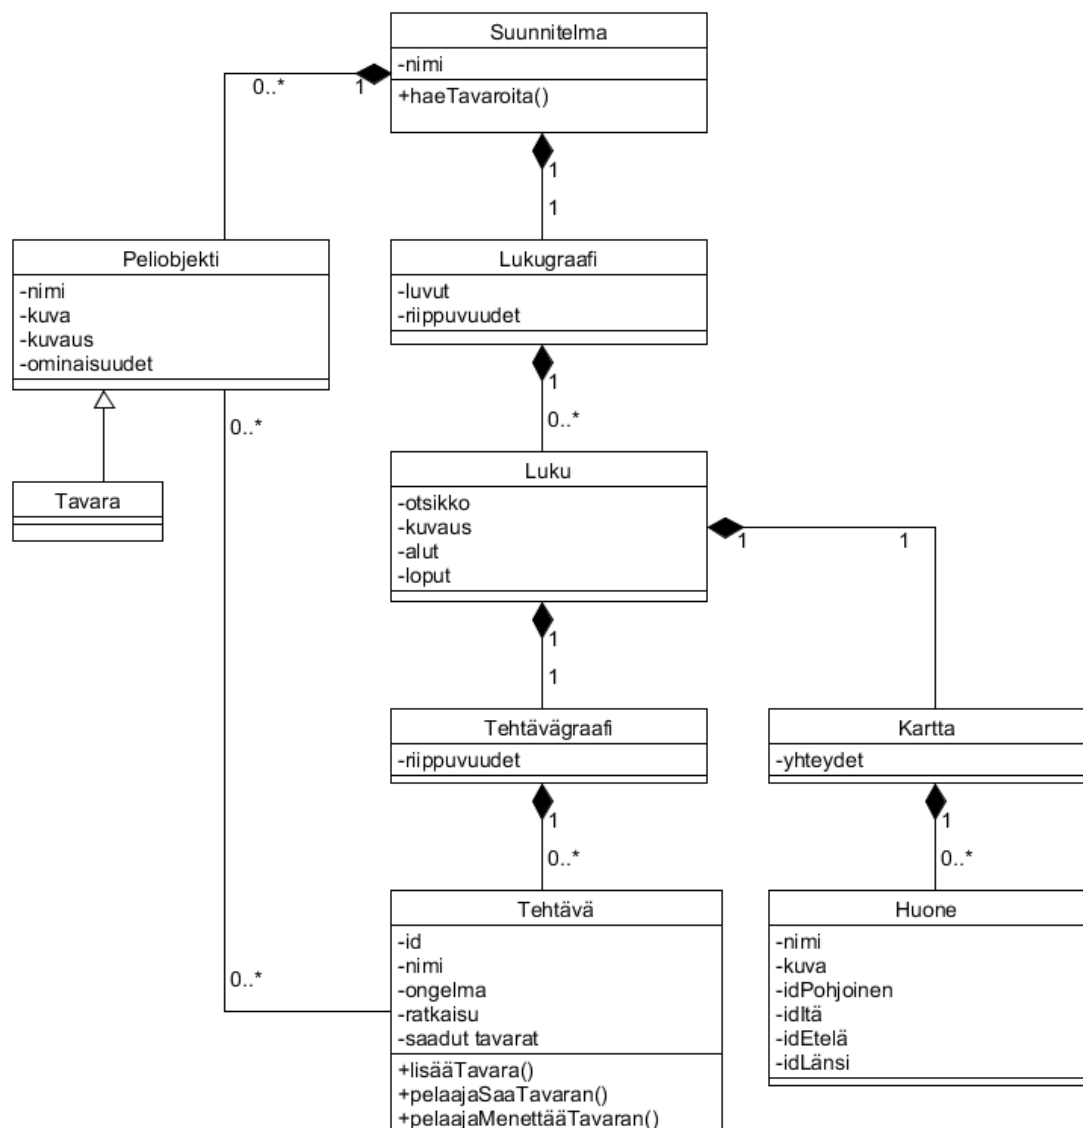 Suunnitelma
-nimi
+haeTavaroita()
0..*
1
1
1
Peliobjekti
-nimi
-kuva
-kuvaus
-ominaisuudet
Lukugraafi
-luvut
-riippuvuudet
1
0..*
0..*
Tavara
Luku
-otsikko
-kuvaus
-alut
-loput
1
1
1
1
Tehtävägraafi
-riippuvuudet
Kartta
-yhteydet
1
0..*
1
0..*
0..*
Tehtävä
-id
-nimi
-ongelma
-ratkaisu
-saadut tavarat
+lisääTavara()
+pelaajaSaaTavaran()
+pelaajaMenettääTavaran()
Huone
-nimi
-kuva
-idPohjoinen
-idItä
-idEtelä
-idLänsi